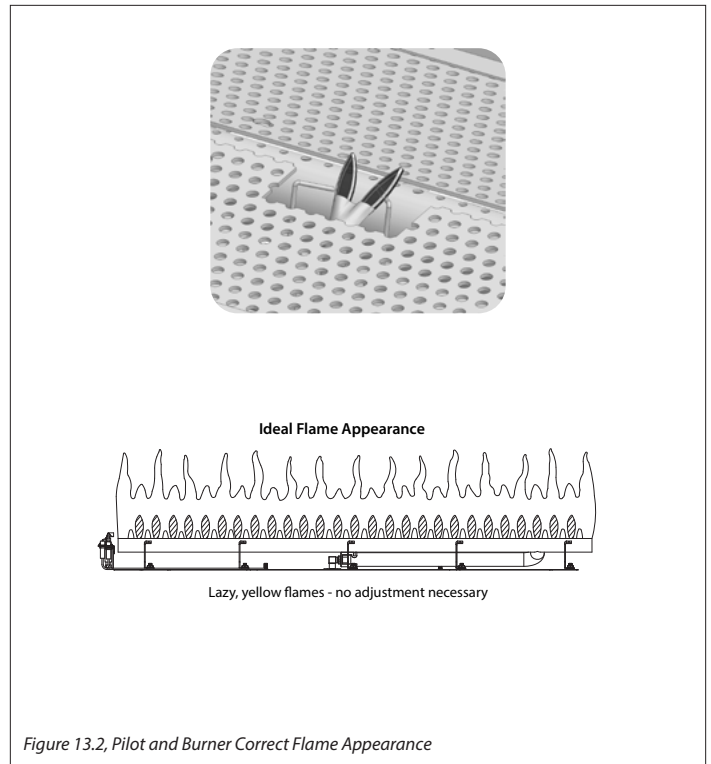 Ideal Flame Appearance
Lazy, yellow flames - no adjustment necessary
Figure 13.2, Pilot and Burner Correct Flame Appearance